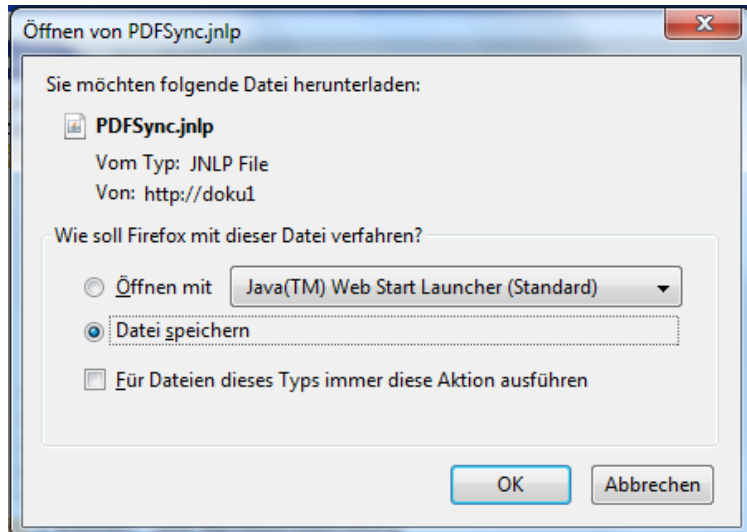 Öffnen von PDFSync.jnlp
Sie möchten folgende Datei herunterladen:
PDFSync.jnlp
Vom Typ: JNLP File
Von: http://doku1
Wie soll Firefox mit dieser Datei verfahren?
Öffnen mit Java(TM) Web Start Launcher (Standard)
Datei speichern
Für Dateien dieses Typs immer diese Aktion ausführen
OK Abbrechen